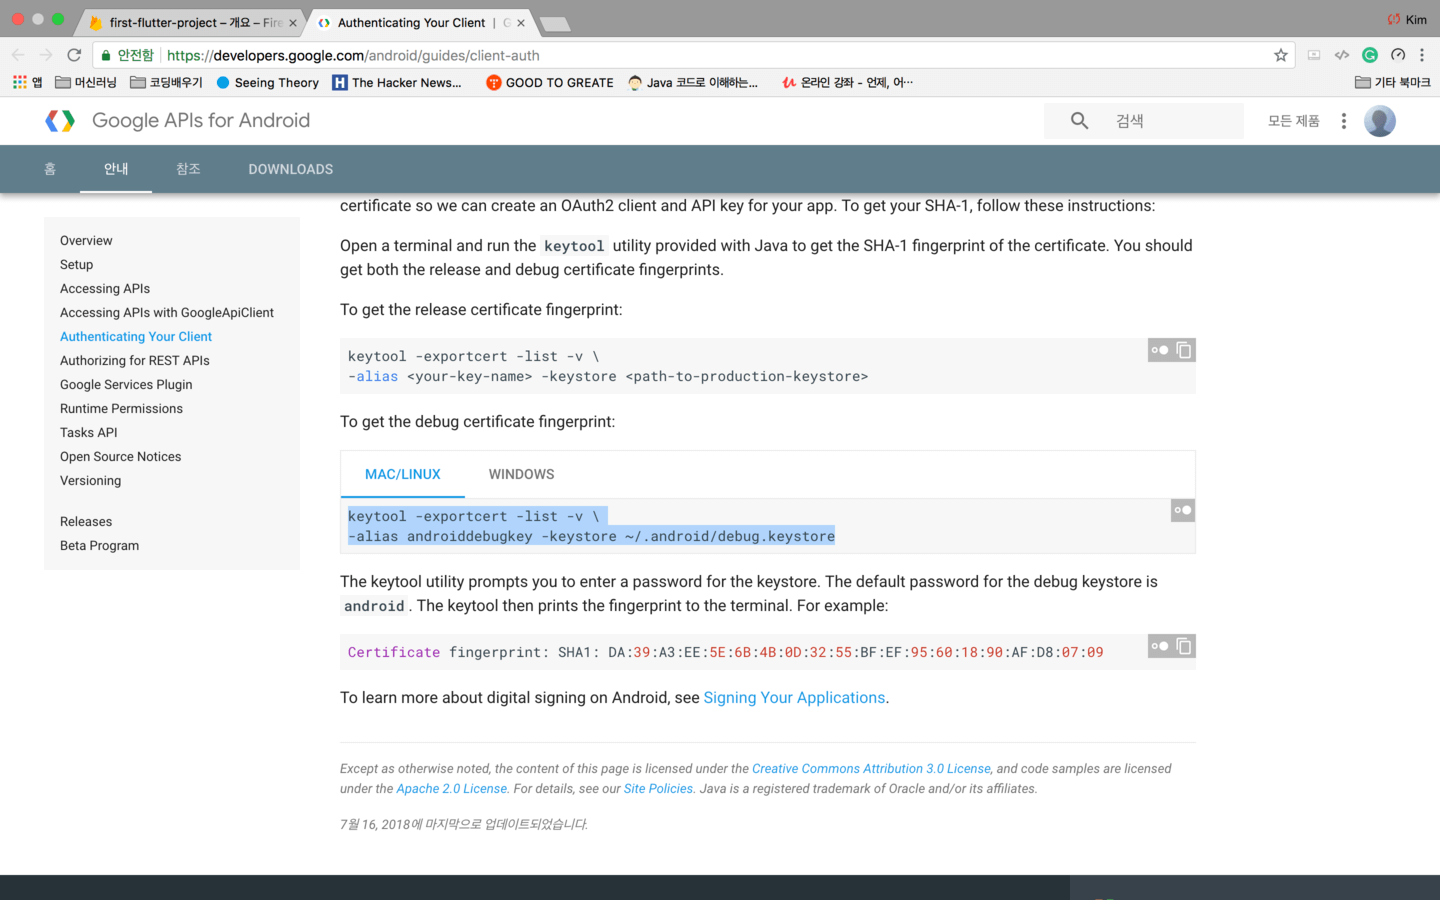 first-flutter-project – 개요 – Fire
Authenticating Your Client | G
Kim
안전함 https://developers.google.com/android/guides/client-auth
앱 머신러닝 코딩배우기 Seeing Theory The Hacker News... GOOD TO GREATE Java 코드로 이해하는... 온라인 강좌 - 언제, 어... 기타 북마크
Google APIs for Android
검색
모든 제품
홈 안내 참조 DOWNLOADS
Overview
Setup
Accessing APIs
Accessing APIs with GoogleApiClient
Authenticating Your Client
Authorizing for REST APIs
Google Services Plugin
Runtime Permissions
Tasks API
Open Source Notices
Versioning
Releases
Beta Program
certificate so we can create an OAuth2 client and API key for your app. To get your SHA-1, follow these instructions:
Open a terminal and run the keytool utility provided with Java to get the SHA-1 fingerprint of the certificate. You should
get both the release and debug certificate fingerprints.
To get the release certificate fingerprint:
keytool -exportcert -list -v \
-alias <your-key-name> -keystore <path-to-production-keystore>
To get the debug certificate fingerprint:
MAC/LINUX WINDOWS
keytool -exportcert -list -v \
-alias androiddebugkey -keystore ~/.android/debug.keystore
The keytool utility prompts you to enter a password for the keystore. The default password for the debug keystore is
android. The keytool then prints the fingerprint to the terminal. For example:
Certificate fingerprint: SHA1: DA:39:A3:EE:5E:6B:4B:0D:32:55:BF:EF:95:60:18:90:AF:D8:07:09
To learn more about digital signing on Android, see Signing Your Applications.
Except as otherwise noted, the content of this page is licensed under the Creative Commons Attribution 3.0 License, and code samples are licensed
under the Apache 2.0 License. For details, see our Site Policies. Java is a registered trademark of Oracle and/or its affiliates.
7월 16, 2018에 마지막으로 업데이트되었습니다.